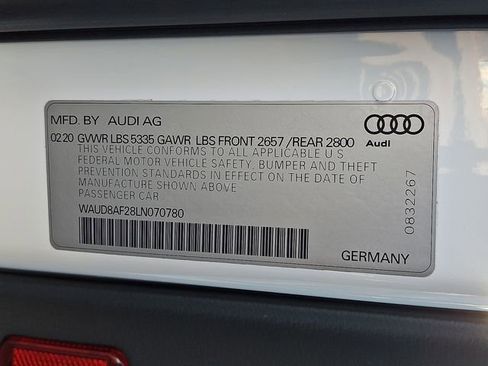 MFD. BY AUDI AG
02.20 GVWR LBS 5335 GAWR LBS FRONT 2657 /REAR 2800
THIS VEHICLE CONFORMS TO ALL APPLICABLE U S
FEDERAL MOTOR VEHICLE SAFETY, BUMPER AND THEFT
PREVENTION STANDARDS IN EFFECT ON THE DATE OF
MANUFACTURE SHOWN ABOVE
PASSENGER CAR
WAUD8AF28LN070780
GERMANY
Audi
0832267